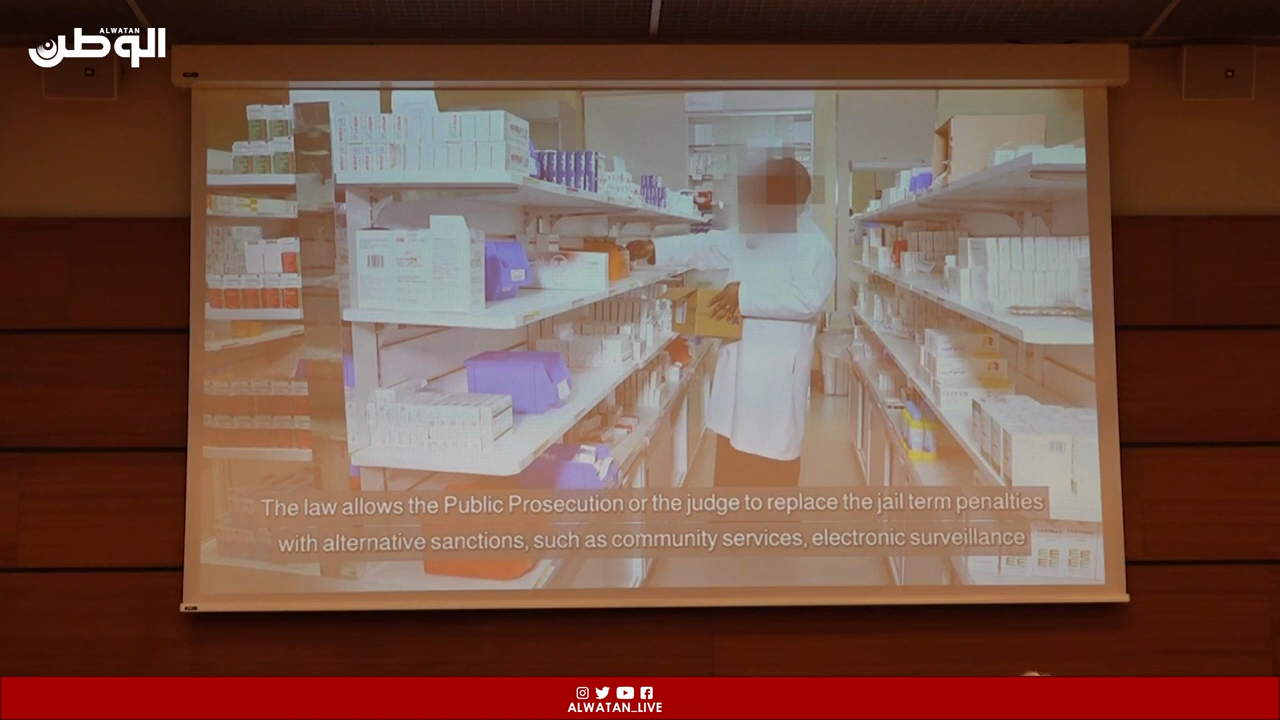 ALWATAN
الوطن
The law allows the Public Prosecution or the judge to replace the jail term penalties
with alternative sanctions, such as community services, electronic surveillance
ALWATAN_LIVE